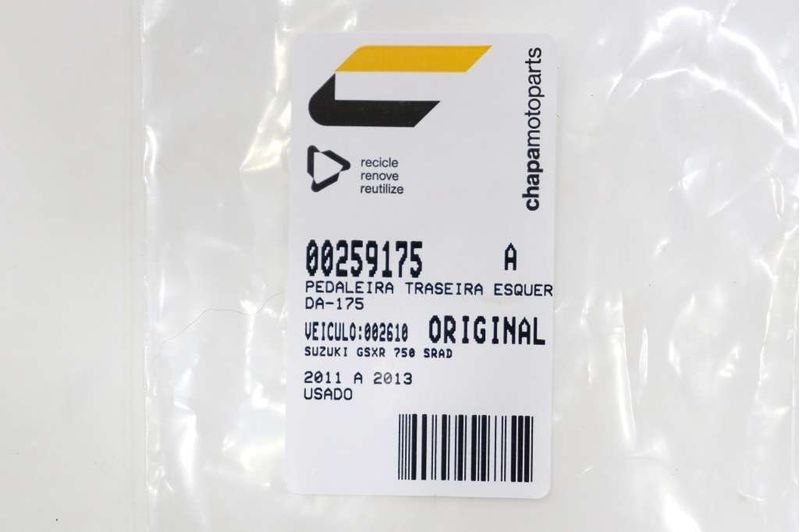 chapamotoparts
recicle
renove
reutilize
00259175 A
PEDALEIRA TRASEIRA ESQUER
DA-175
VEICULO:002610 ORIGINAL
SUZUKI GSXR 750 SRAD
2011 A 2013
USADO